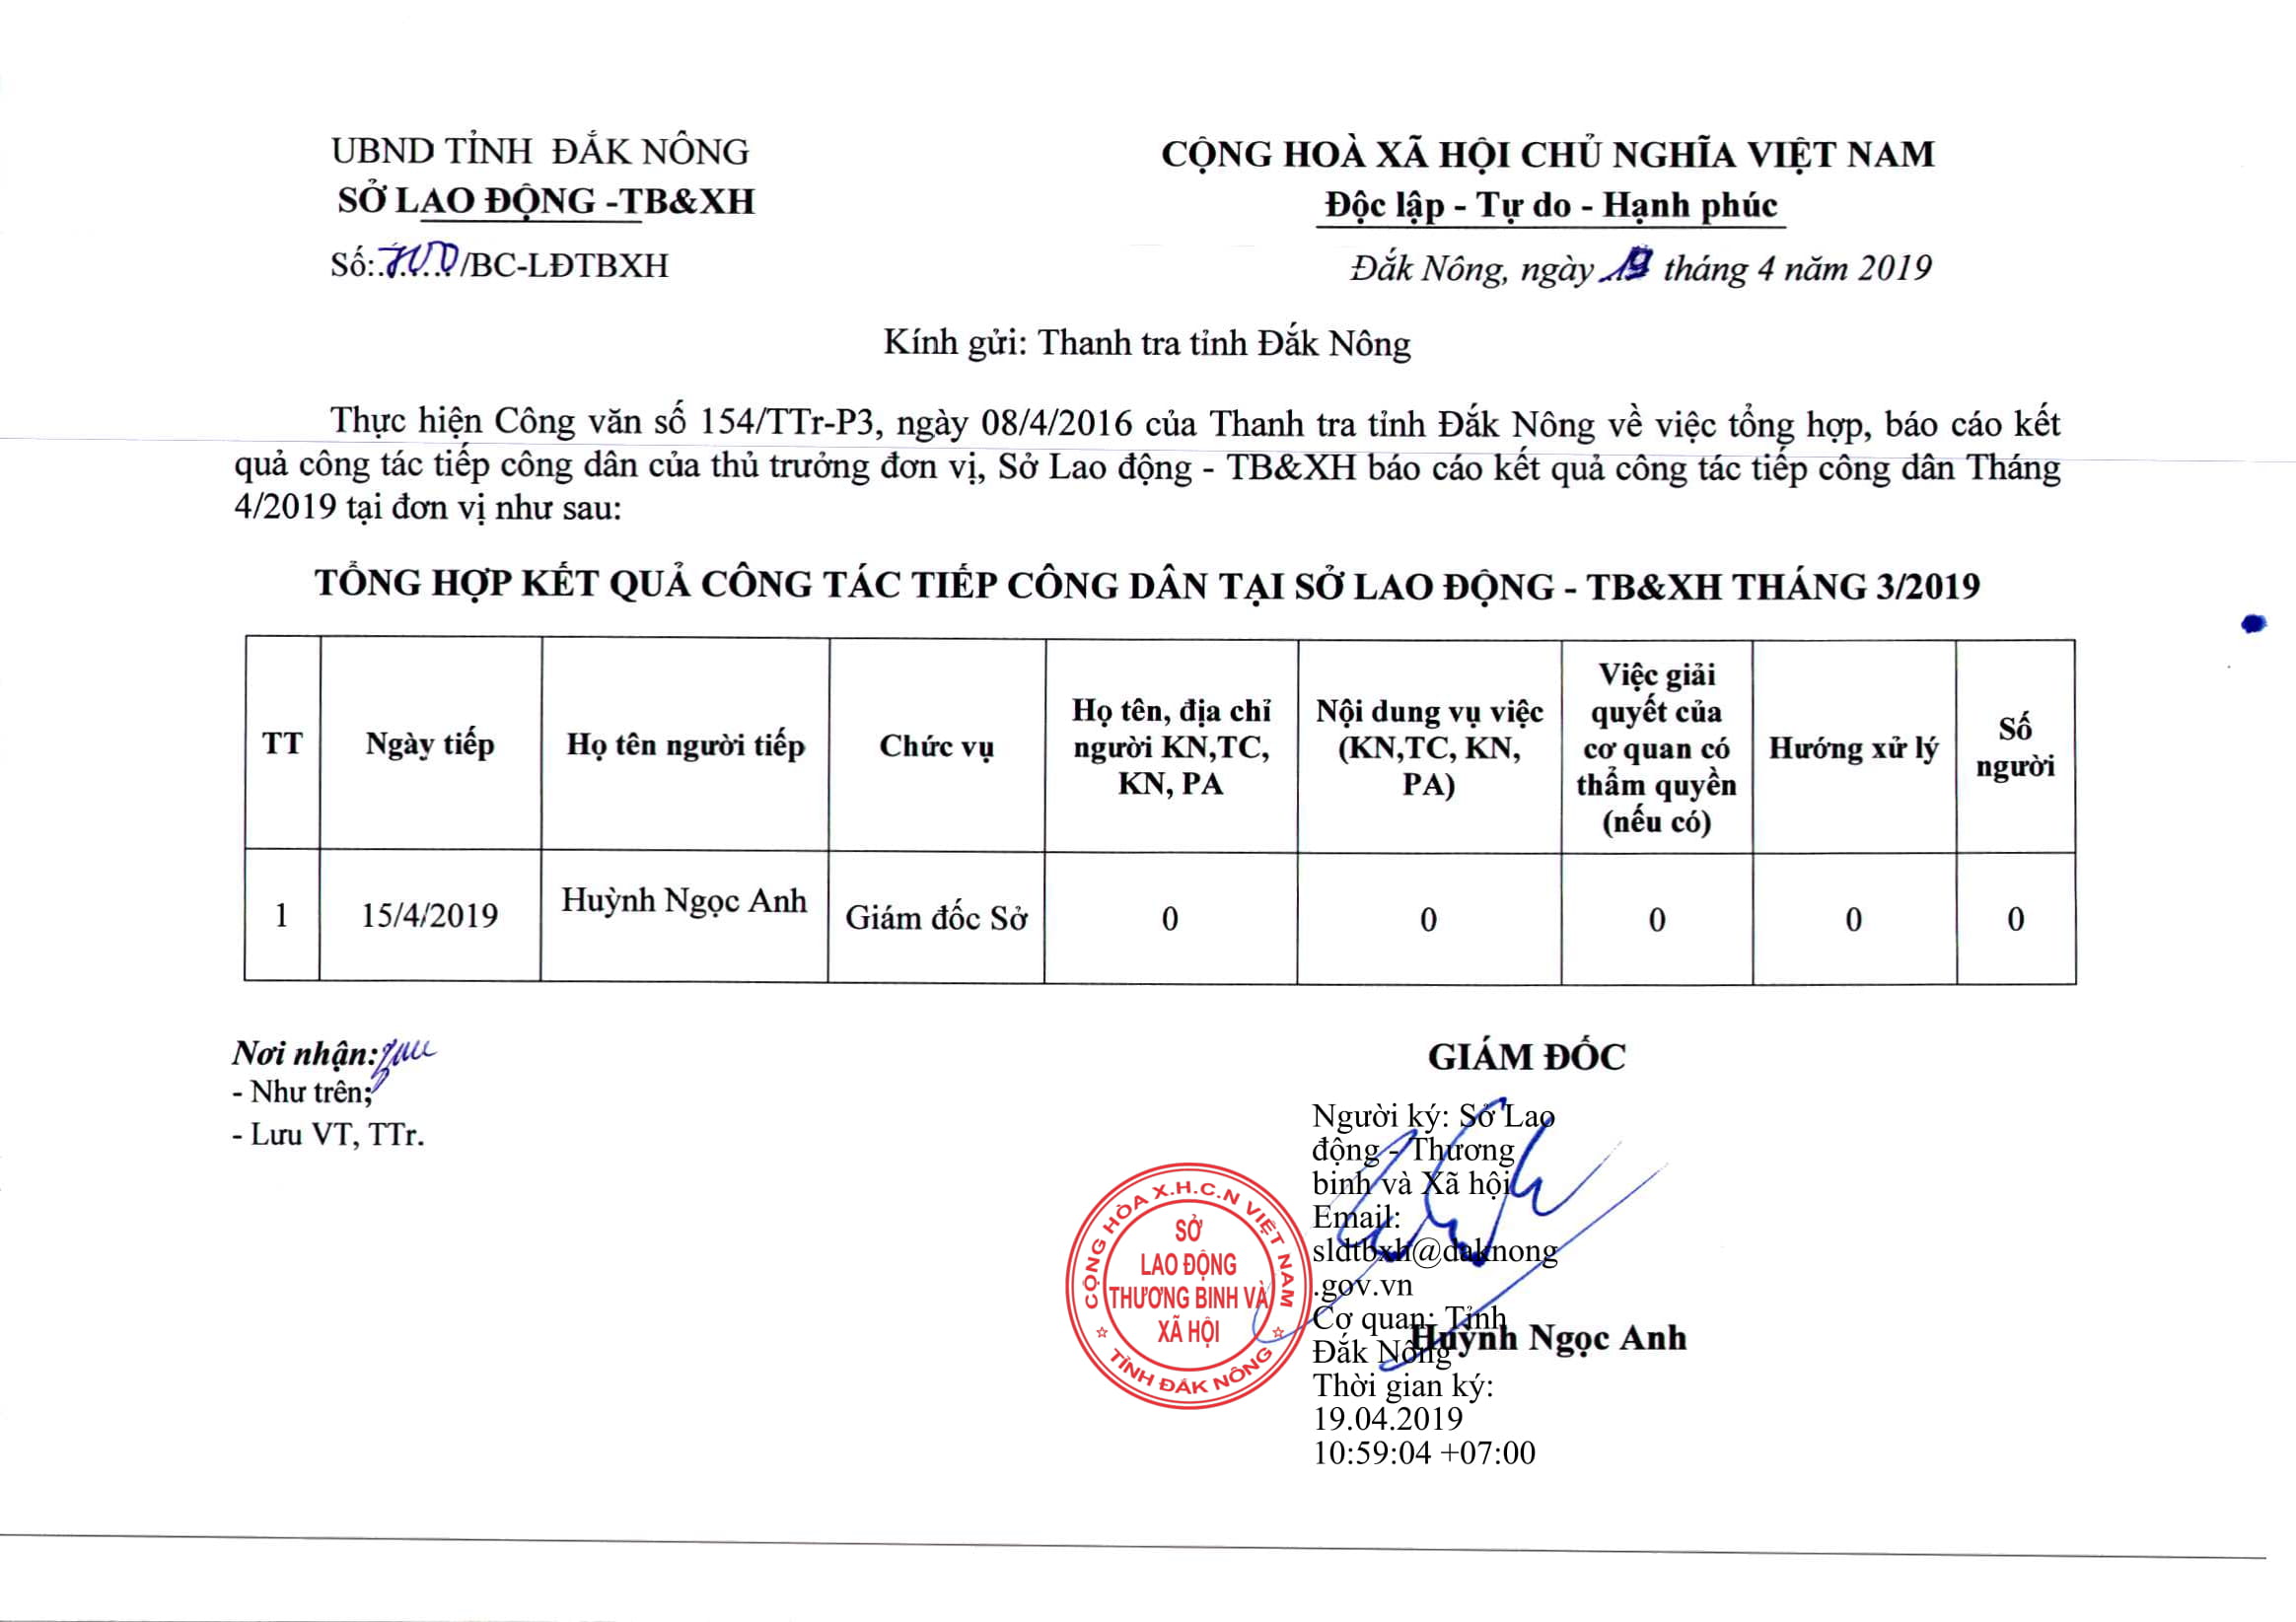 UBND TỈNH ĐẮK NÔNG
SỞ LAO ĐỘNG -TB&XH
Số: 700 /BC-LĐTBXH
CỘNG HOÀ XÃ HỘI CHỦ NGHĨA VIỆT NAM
Độc lập - Tự do - Hạnh phúc
Đắk Nông, ngày 19 tháng 4 năm 2019
Kính gửi: Thanh tra tỉnh Đắk Nông
Thực hiện Công văn số 154/TTr-P3, ngày 08/4/2016 của Thanh tra tỉnh Đắk Nông về việc tổng hợp, báo cáo kết
quả công tác tiếp công dân của thủ trưởng đơn vị, Sở Lao động - TB&XH báo cáo kết quả công tác tiếp công dân Tháng
4/2019 tại đơn vị như sau:
TỔNG HỢP KẾT QUẢ CÔNG TÁC TIẾP CÔNG DÂN TẠI SỞ LAO ĐỘNG - TB&XH THÁNG 3/2019
TT
Ngày tiếp
Họ tên người tiếp
Chức vụ
Họ tên, địa chỉ
người KN,TC,
KN, PA
Nội dung vụ việc
(KN,TC, KN,
PA)
Việc giải
quyết của
cơ quan có
thẩm quyền
(nếu có)
Hướng xử lý
Số
người
1
15/4/2019
Huỳnh Ngọc Anh
Giám đốc Sở
0
0
0
0
0
Nơi nhận:
- Như trên;
- Lưu VT, TTr.
GIÁM ĐỐC
Người ký: Sở Lao
động - Thương
binh và Xã hội
Email:
sldtbxh@daknong
.gov.vn
Cơ quan: Tỉnh
Đắk Nông
Thời gian ký:
19.04.2019
10:59:04 +07:00
Huỳnh Ngọc Anh
CỘNG HÒA X.H.C.N VIỆT NAM
SỞ
LAO ĐỘNG
THƯƠNG BINH VÀ
XÃ HỘI
TỈNH ĐẮK NÔNG